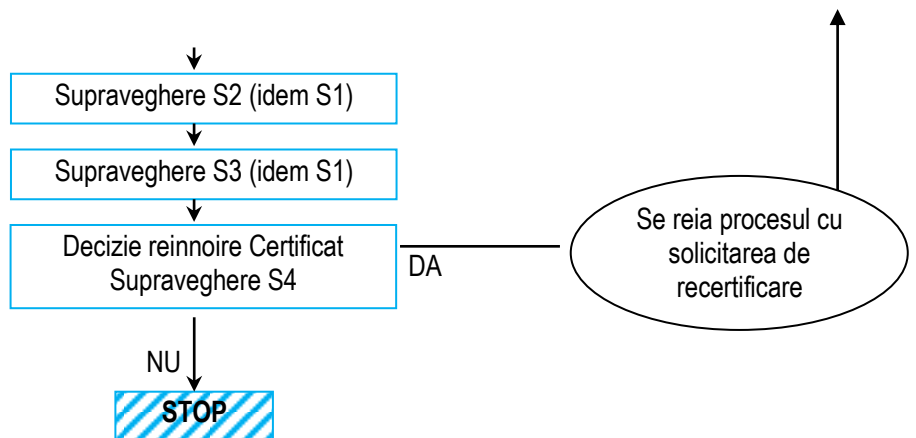 Supraveghere S2 (idem S1)
Supraveghere S3 (idem S1)
Decizie reinnoire Certificat
Supraveghere S4
DA
Se reia procesul cu
solicitarea de
recertificare
NU
STOP